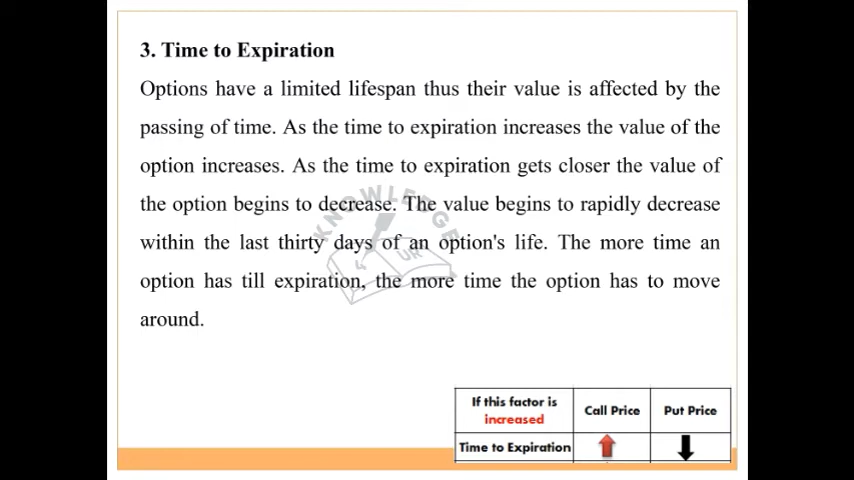 3. Time to Expiration
Options have a limited lifespan thus their value is affected by the
passing of time. As the time to expiration increases the value of the
option increases. As the time to expiration gets closer the value of
the option begins to decrease. The value begins to rapidly decrease
within the last thirty days of an option's life. The more time an
option has till expiration, the more time the option has to move
around.
KNOWLEDGE
UR
If this factor is
increased
Call Price
Put Price
Time to Expiration